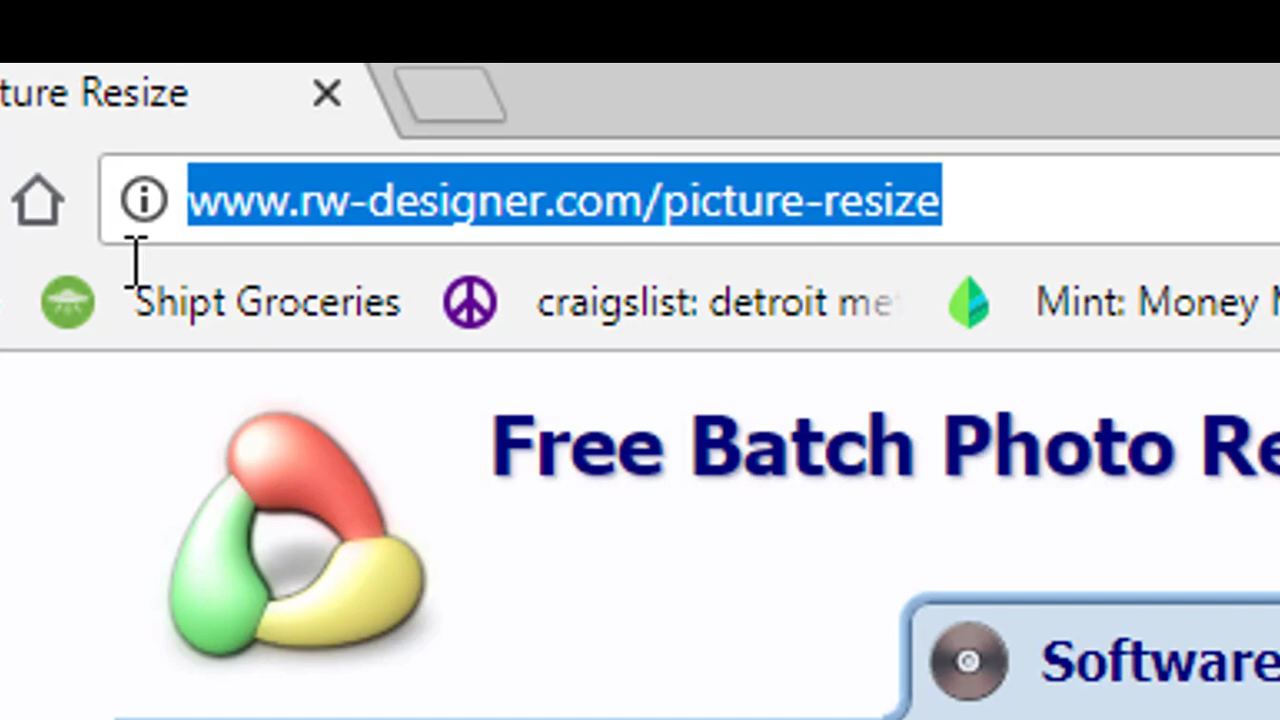 ture Resize
www.rw-designer.com/picture-resize
Shipt Groceries craigslist: detroit me Mint: Money
Free Batch Photo Re
Software